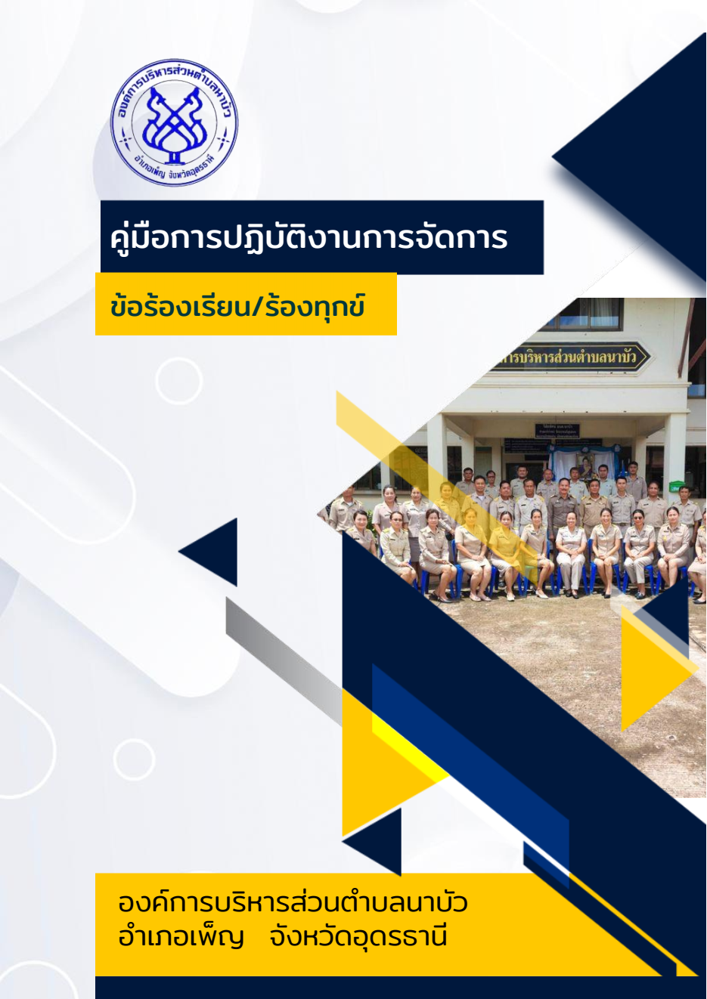 องค์การบริหารส่วนตำบลนาบัว
อำเภอเพ็ญ จังหวัดอุดรธานี
คู่มือการปฏิบัติงานการจัดการ
ข้อร้องเรียน/ร้องทุกข์
การบริหารส่วนตำบลนาบัว
องค์การบริหารส่วนตำบลนาบัว
อำเภอเพ็ญ จังหวัดอุดรธานี